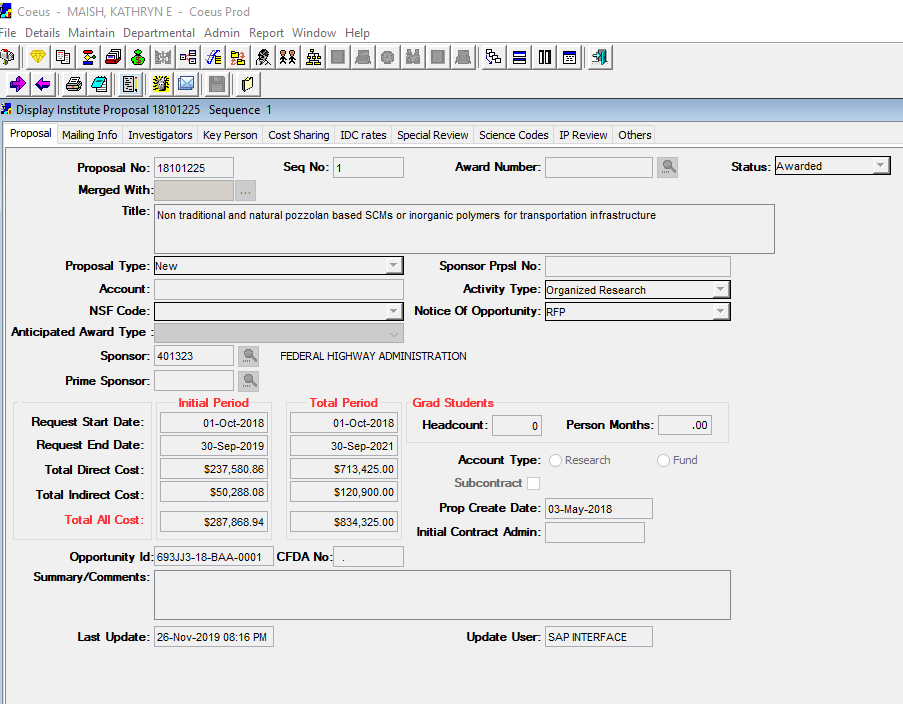 Coeus - MAISH, KATHRYN E - Coeus Prod
File Details Maintain Departmental Admin Report Window Help
Display Institute Proposal 18101225 Sequence 1
Proposal Mailing Info Investigators Key Person Cost Sharing IDC rates Special Review Science Codes IP Review Others
Proposal No: 18101225 Seq No: 1 Award Number: Status: Awarded
Merged With: ...
Title: Non traditional and natural pozzolan based SCMs or inorganic polymers for transportation infrastructure
Proposal Type: New Sponsor Prpsl No:
Account: Activity Type: Organized Research
NSF Code: Notice Of Opportunity: RFP
Anticipated Award Type :
Sponsor: 401323 FEDERAL HIGHWAY ADMINISTRATION
Prime Sponsor:
Initial Period Total Period Grad Students
Request Start Date: 01-Oct-2018 01-Oct-2018 Headcount: 0 Person Months: .00
Request End Date: 30-Sep-2019 30-Sep-2021
Total Direct Cost: $237,580.86 $713,425.00 Account Type: Research Fund
Total Indirect Cost: $50,288.08 $120,900.00 Subcontract
Total All Cost: $287,868.94 $834,325.00 Prop Create Date: 03-May-2018
Initial Contract Admin:
Opportunity Id: 693JJ3-18-BAA-0001 CFDA No: .
Summary/Comments:
Last Update: 26-Nov-2019 08:16 PM Update User: SAP INTERFACE